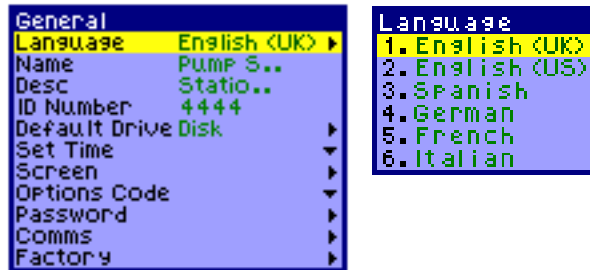 General
Language English (UK)
Name Pump S..
Desc Statio..
ID Number 4444
Default Drive Disk
Set Time
Screen
Options Code
Password
Comms
Factory
Language
1. English (UK)
2. English (US)
3. Spanish
4. German
5. French
6. Italian